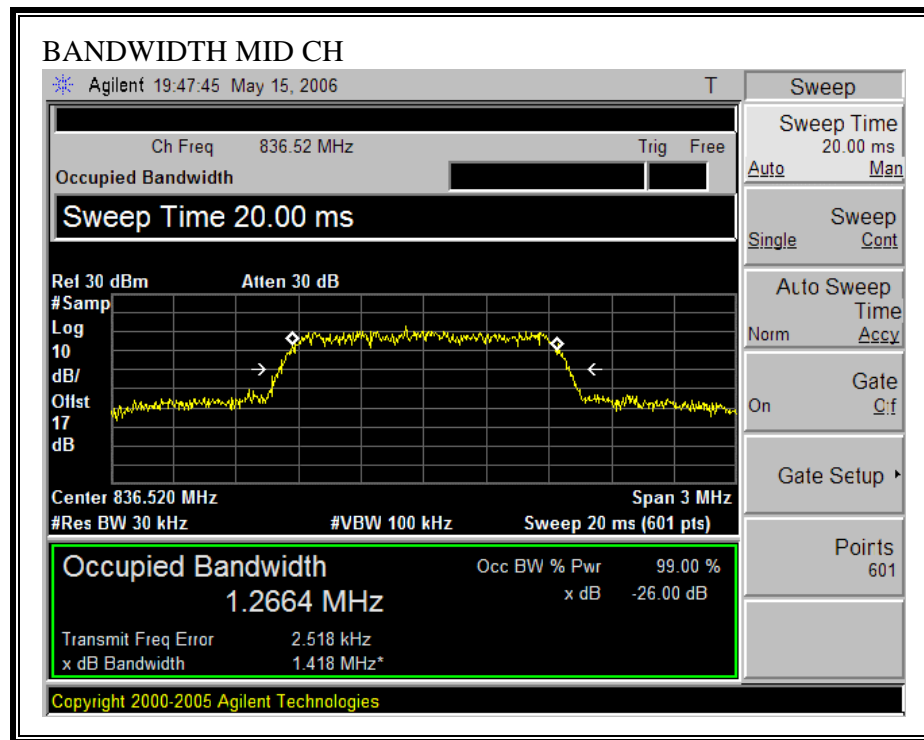 BANDWIDTH MID CH
Agilent 19:47:45 May 15, 2006 T
Sweep
Ch Freq 836.52 MHz Trig Free
Occupied Bandwidth
Sweep Time 20.00 ms
Ref 30 dBm Atten 30 dB
#Samp
Log
10
dB/
Offst
17
dB
Center 836.520 MHz Span 3 MHz
#Res BW 30 kHz #VBW 100 kHz Sweep 20 ms (601 pts)
Occupied Bandwidth Occ BW % Pwr 99.00 %
1.2664 MHz x dB -26.00 dB
Transmit Freq Error 2.518 kHz
x dB Bandwidth 1.418 MHz*
Copyright 2000-2005 Agilent Technologies
Sweep Time
20.00 ms
Auto Man
Sweep
Single Cont
Auto Sweep
Time
Norm Accy
Gate
On Off
Gate Setup
Points
601